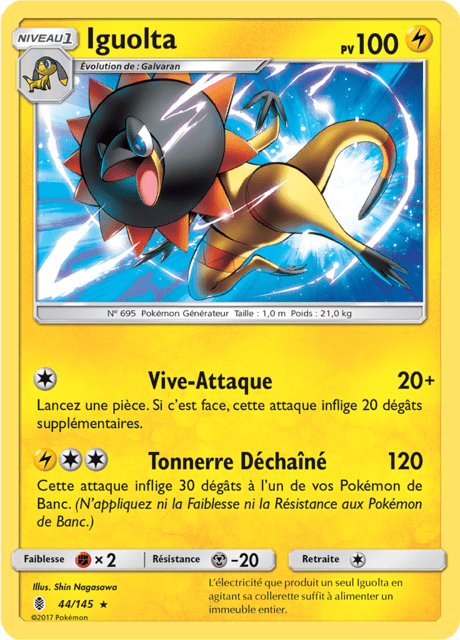 NIVEAU 1
Iguolta
PV 100
Évolution de : Galvaran
N° 695 Pokémon Générateur Taille : 1,0 m Poids : 21,0 kg
Vive-Attaque 20+
Lancez une pièce. Si c'est face, cette attaque inflige 20 dégâts
supplémentaires.
Tonnerre Déchaîné 120
Cette attaque inflige 30 dégâts à l'un de vos Pokémon de
Banc. (N'appliquez ni la Faiblesse ni la Résistance aux Pokémon
de Banc.)
Faiblesse × 2 Résistance -20 Retraite
Illus. Shin Nagasawa
44/145 ★
©2017 Pokémon
L'électricité que produit un seul Iguolta en
agitant sa collerette suffit à alimenter un
immeuble entier.